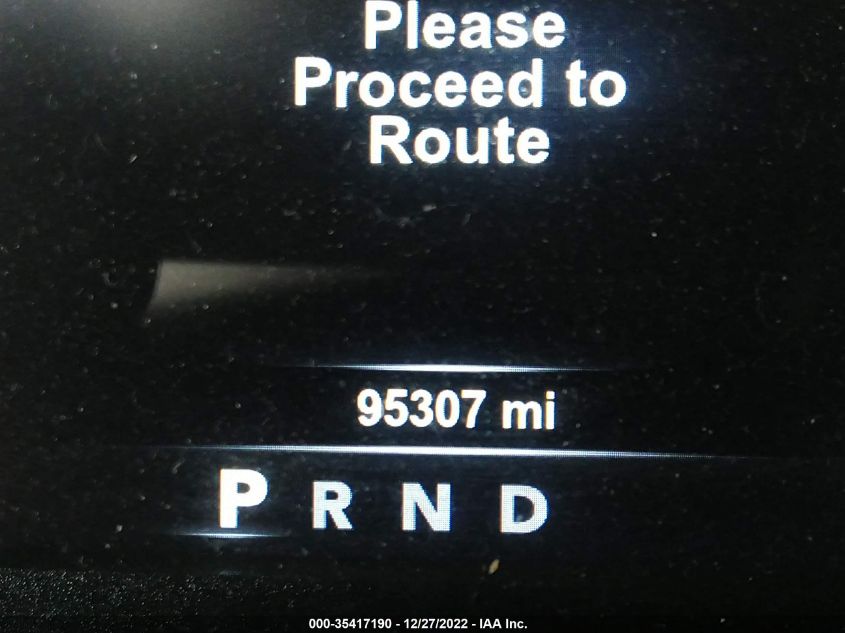 Please
Proceed to
Route
95307 mi
P R N D
000-35417190 - 12/27/2022 - IAA Inc.